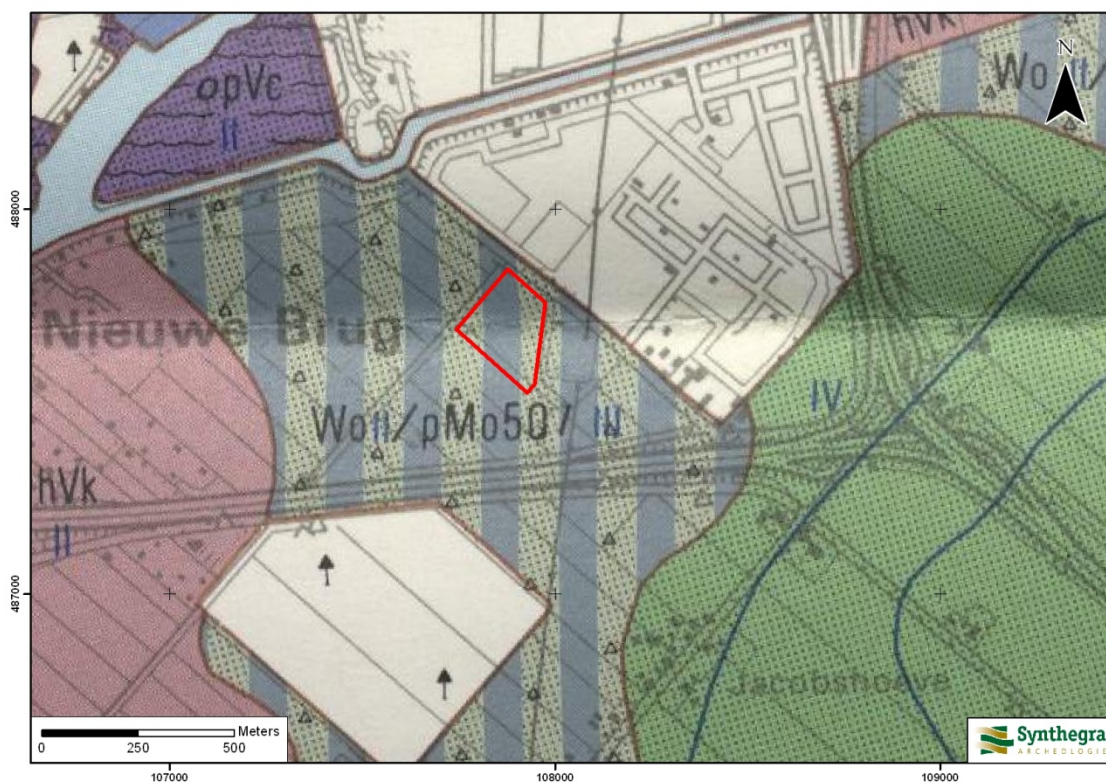 hVk
N
Wo II/
opVc
II
488000
Nieuwe Brug
Wo II/pMo50/ III
IV
hVk
II
487000
Jacobshoeve
Meters
0 250 500
Synthegra
ARCHEOLOGIE
107000 108000 109000